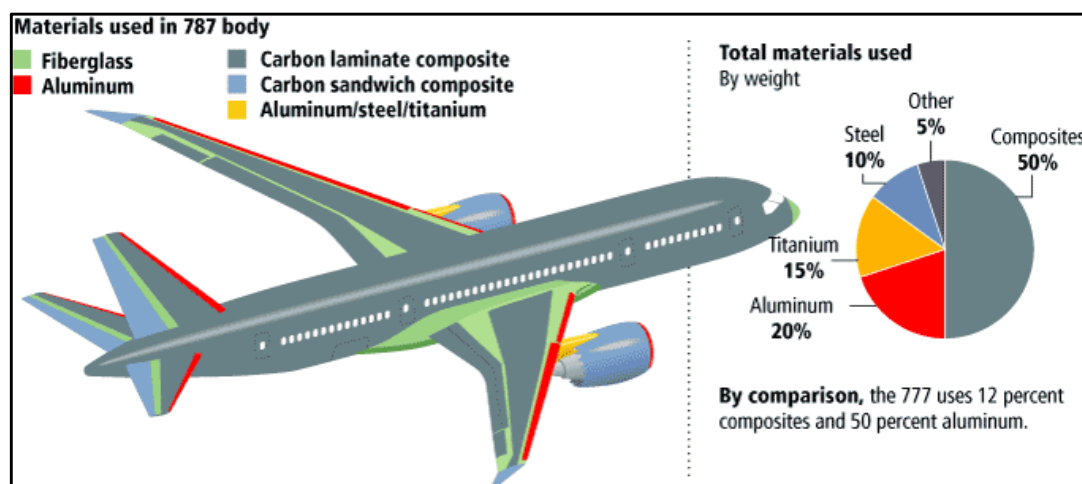 Materials used in 787 body
Fiberglass
Aluminum
Carbon laminate composite
Carbon sandwich composite
Aluminum/steel/titanium
Total materials used
By weight
Other
5%
Steel
10%
Composites
50%
Titanium
15%
Aluminum
20%
By comparison, the 777 uses 12 percent
composites and 50 percent aluminum.